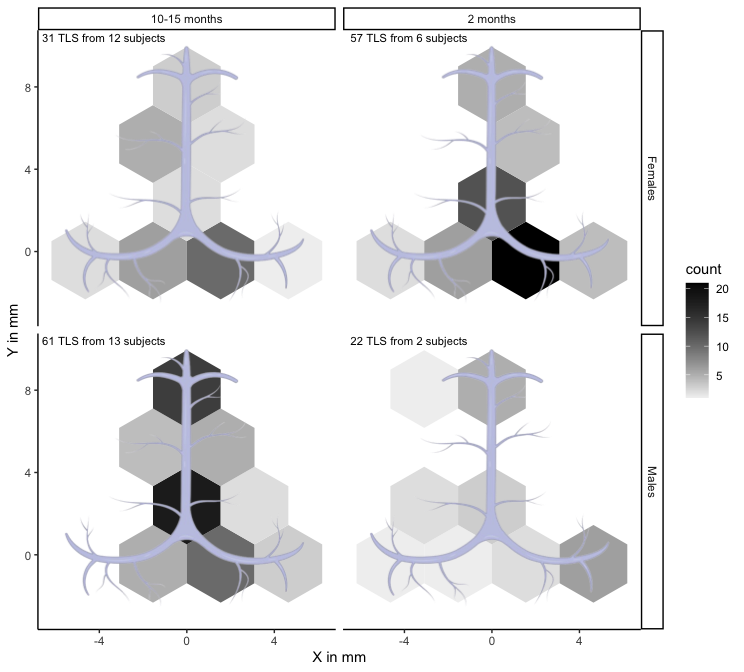 10-15 months
2 months
31 TLS from 12 subjects
57 TLS from 6 subjects
8
4
0
Females
61 TLS from 13 subjects
22 TLS from 2 subjects
8
4
0
Males
Y in mm
-4
0
4
-4
0
4
X in mm
count
20
15
10
5